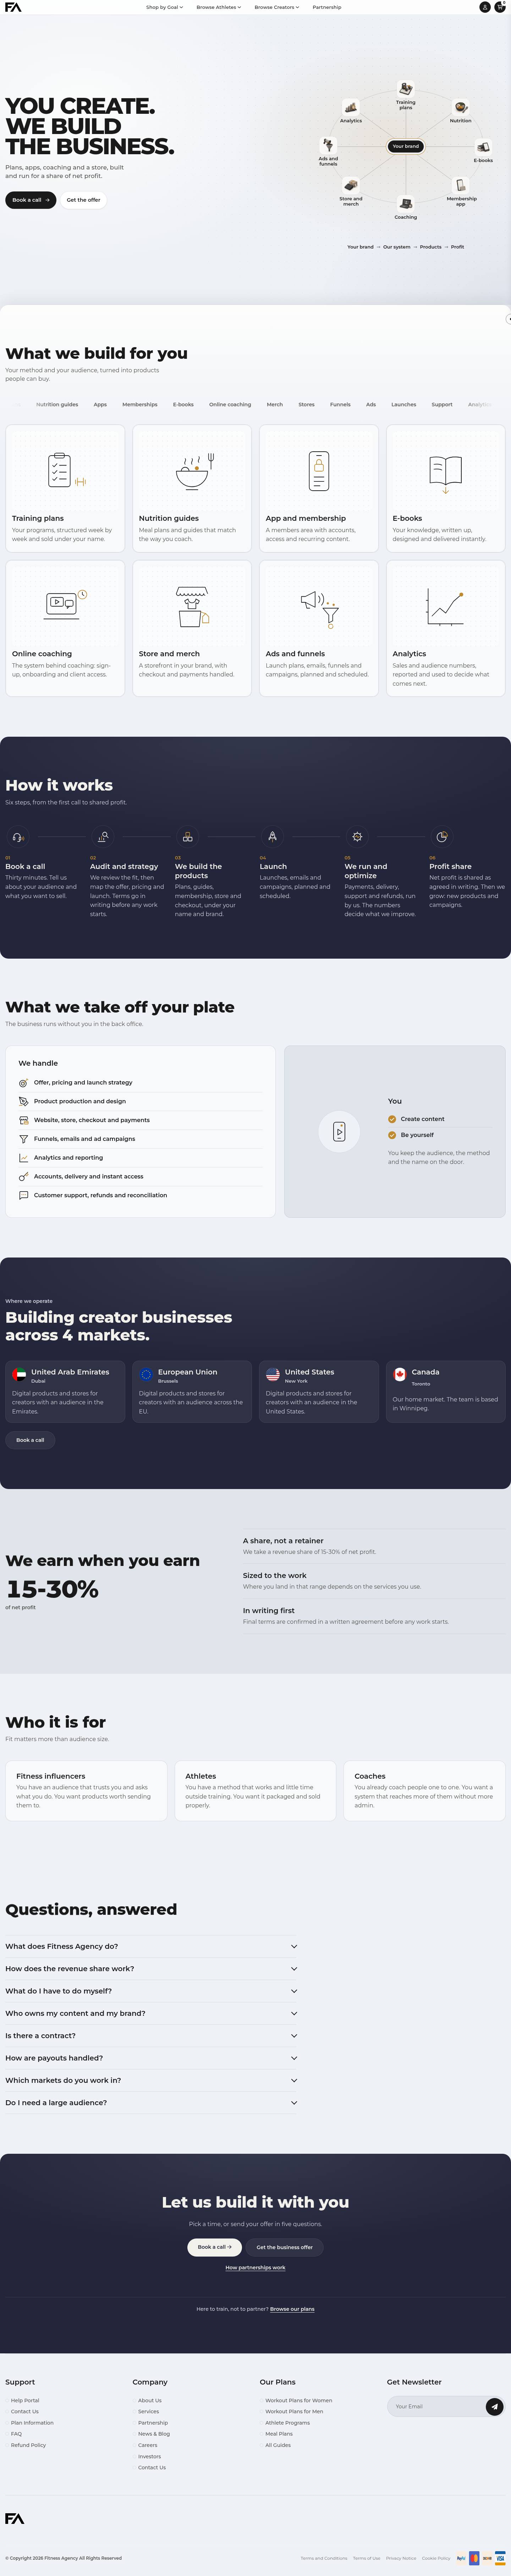 FA
Shop by Goal
Browse Athletes
Browse Creators
Partnership
YOU CREATE.
WE BUILD
THE BUSINESS.
Plans, apps, coaching and a store, built
and run for a share of net profit.
Book a call →
Get the offer
Training
plans
Analytics
Nutrition
Your brand
Ads and
funnels
E-books
Store and
merch
Membership
app
Coaching
Your brand → Our system → Products → Profit
What we build for you
Your method and your audience, turned into products
people can buy.
Nutrition guides Apps Memberships E-books Online coaching Merch Stores Funnels Ads Launches Support Analytics
Training plans
Your programs, structured week by
week and sold under your name.
Nutrition guides
Meal plans and guides that match
the way you coach.
App and membership
A members area with accounts,
access and recurring content.
E-books
Your knowledge, written up,
designed and delivered instantly.
Online coaching
The system behind coaching: sign-
up, onboarding and client access.
Store and merch
A storefront in your brand, with
checkout and payments handled.
Ads and funnels
Launch plans, emails, funnels and
campaigns, planned and scheduled.
Analytics
Sales and audience numbers,
reported and used to decide what
comes next.
How it works
Six steps, from the first call to shared profit.
01
Book a call
Thirty minutes. Tell us
about your audience and
what you want to sell.
02
Audit and strategy
We review the fit, then
map the offer, pricing and
launch. Terms go in
writing before any work
starts.
03
We build the
products
Plans, guides,
membership, store and
checkout, under your
name and brand.
04
Launch
Launches, emails and
campaigns, planned and
scheduled.
05
We run and
optimize
Payments, delivery,
support and refunds, run
by us. The numbers
decide what we improve.
06
Profit share
Net profit is shared as
agreed in writing. Then we
grow: new products and
campaigns.
What we take off your plate
The business runs without you in the back office.
We handle
Offer, pricing and launch strategy
Product production and design
Website, store, checkout and payments
Funnels, emails and ad campaigns
Analytics and reporting
Accounts, delivery and instant access
Customer support, refunds and reconciliation
You
Create content
Be yourself
You keep the audience, the method
and the name on the door.
Where we operate
Building creator businesses
across 4 markets.
United Arab Emirates
Dubai
Digital products and stores for
creators with an audience in the
Emirates.
European Union
Brussels
Digital products and stores for
creators with an audience across the
EU.
United States
New York
Digital products and stores for
creators with an audience in the
United States.
Canada
Toronto
Our home market. The team is based
in Winnipeg.
Book a call
We earn when you earn
15-30%
of net profit
A share, not a retainer
We take a revenue share of 15-30% of net profit.
Sized to the work
Where you land in that range depends on the services you use.
In writing first
Final terms are confirmed in a written agreement before any work starts.
Who it is for
Fit matters more than audience size.
Fitness influencers
You have an audience that trusts you and asks
what you do. You want products worth sending
them to.
Athletes
You have a method that works and little time
outside training. You want it packaged and sold
properly.
Coaches
You already coach people one to one. You want a
system that reaches more of them without more
admin.
Questions, answered
What does Fitness Agency do?
How does the revenue share work?
What do I have to do myself?
Who owns my content and my brand?
Is there a contract?
How are payouts handled?
Which markets do you work in?
Do I need a large audience?
Let us build it with you
Pick a time, or send your offer in five questions.
Book a call →
Get the business offer
How partnerships work
Here to train, not to partner? Browse our plans
Support
Help Portal
Contact Us
Plan Information
FAQ
Refund Policy
Company
About Us
Services
Partnership
News & Blog
Careers
Investors
Contact Us
Our Plans
Workout Plans for Women
Workout Plans for Men
Athlete Programs
Meal Plans
All Guides
Get Newsletter
Your Email
FA
© Copyright 2026 Fitness Agency All Rights Reserved
Terms and Conditions Terms of Use Privacy Notice Cookie Policy